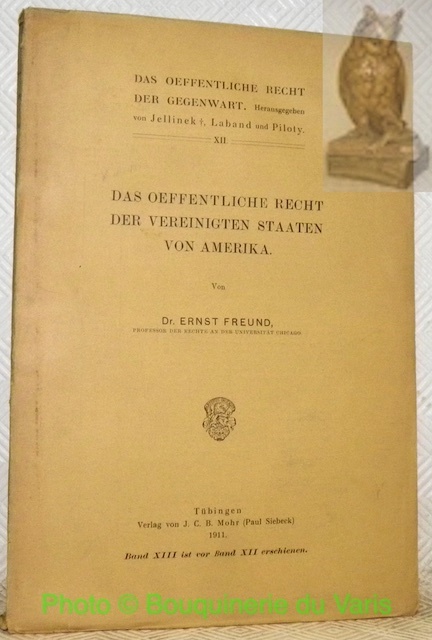 DAS OEFFENTLICHE RECHT
DER GEGENWART. Herausgegeben
von Jellinek †, Laband und Piloty.
XII
DAS OEFFENTLICHE RECHT
DER VEREINIGTEN STAATEN
VON AMERIKA.
Von
Dr. ERNST FREUND,
PROFESSOR DER RECHTE AN DER UNIVERSITÄT CHICAGO
Tübingen
Verlag von J. C. B. Mohr (Paul Siebeck)
1911.
Band XIII ist vor Band XII erschienen.
Photo © Bouquinerie du Varis